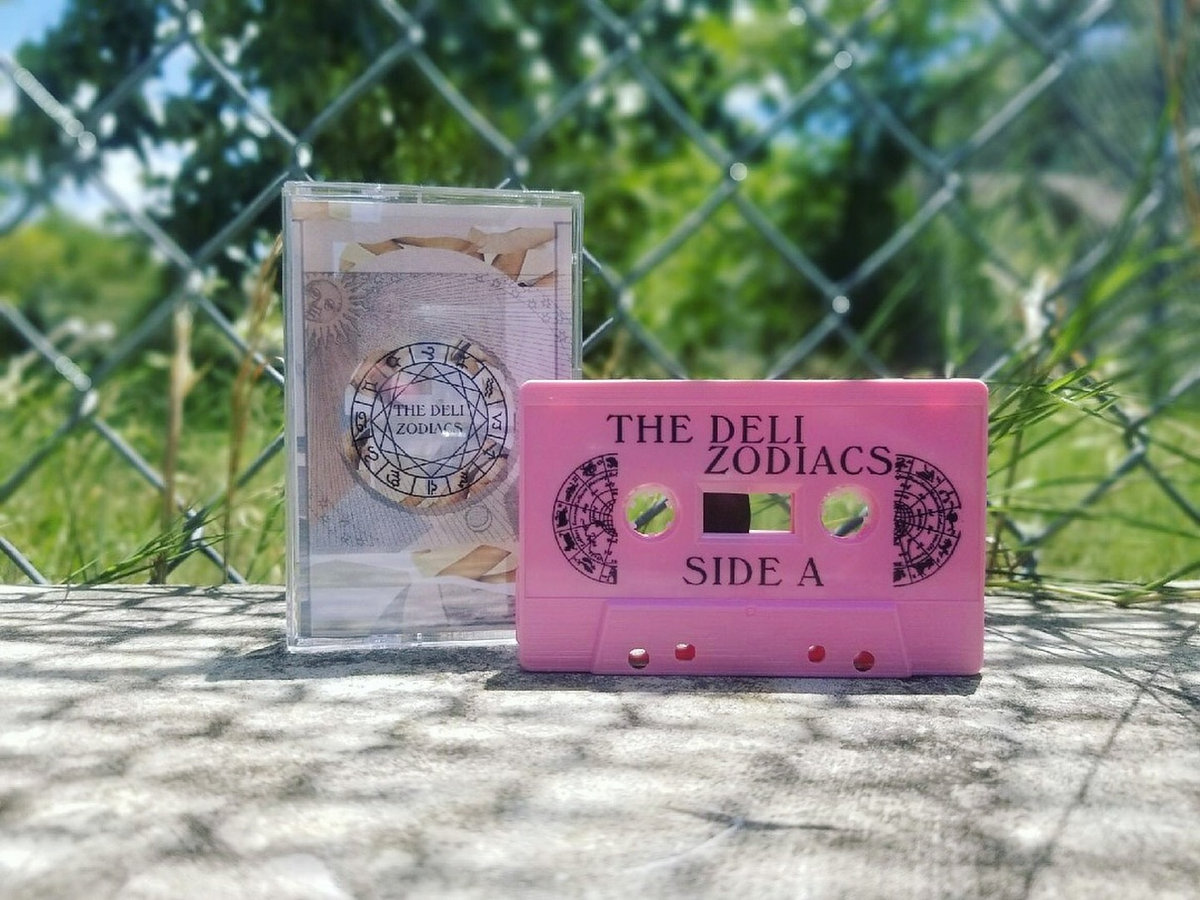 THE DELI
ZODIACS
THE DELI
ZODIACS
SIDE A